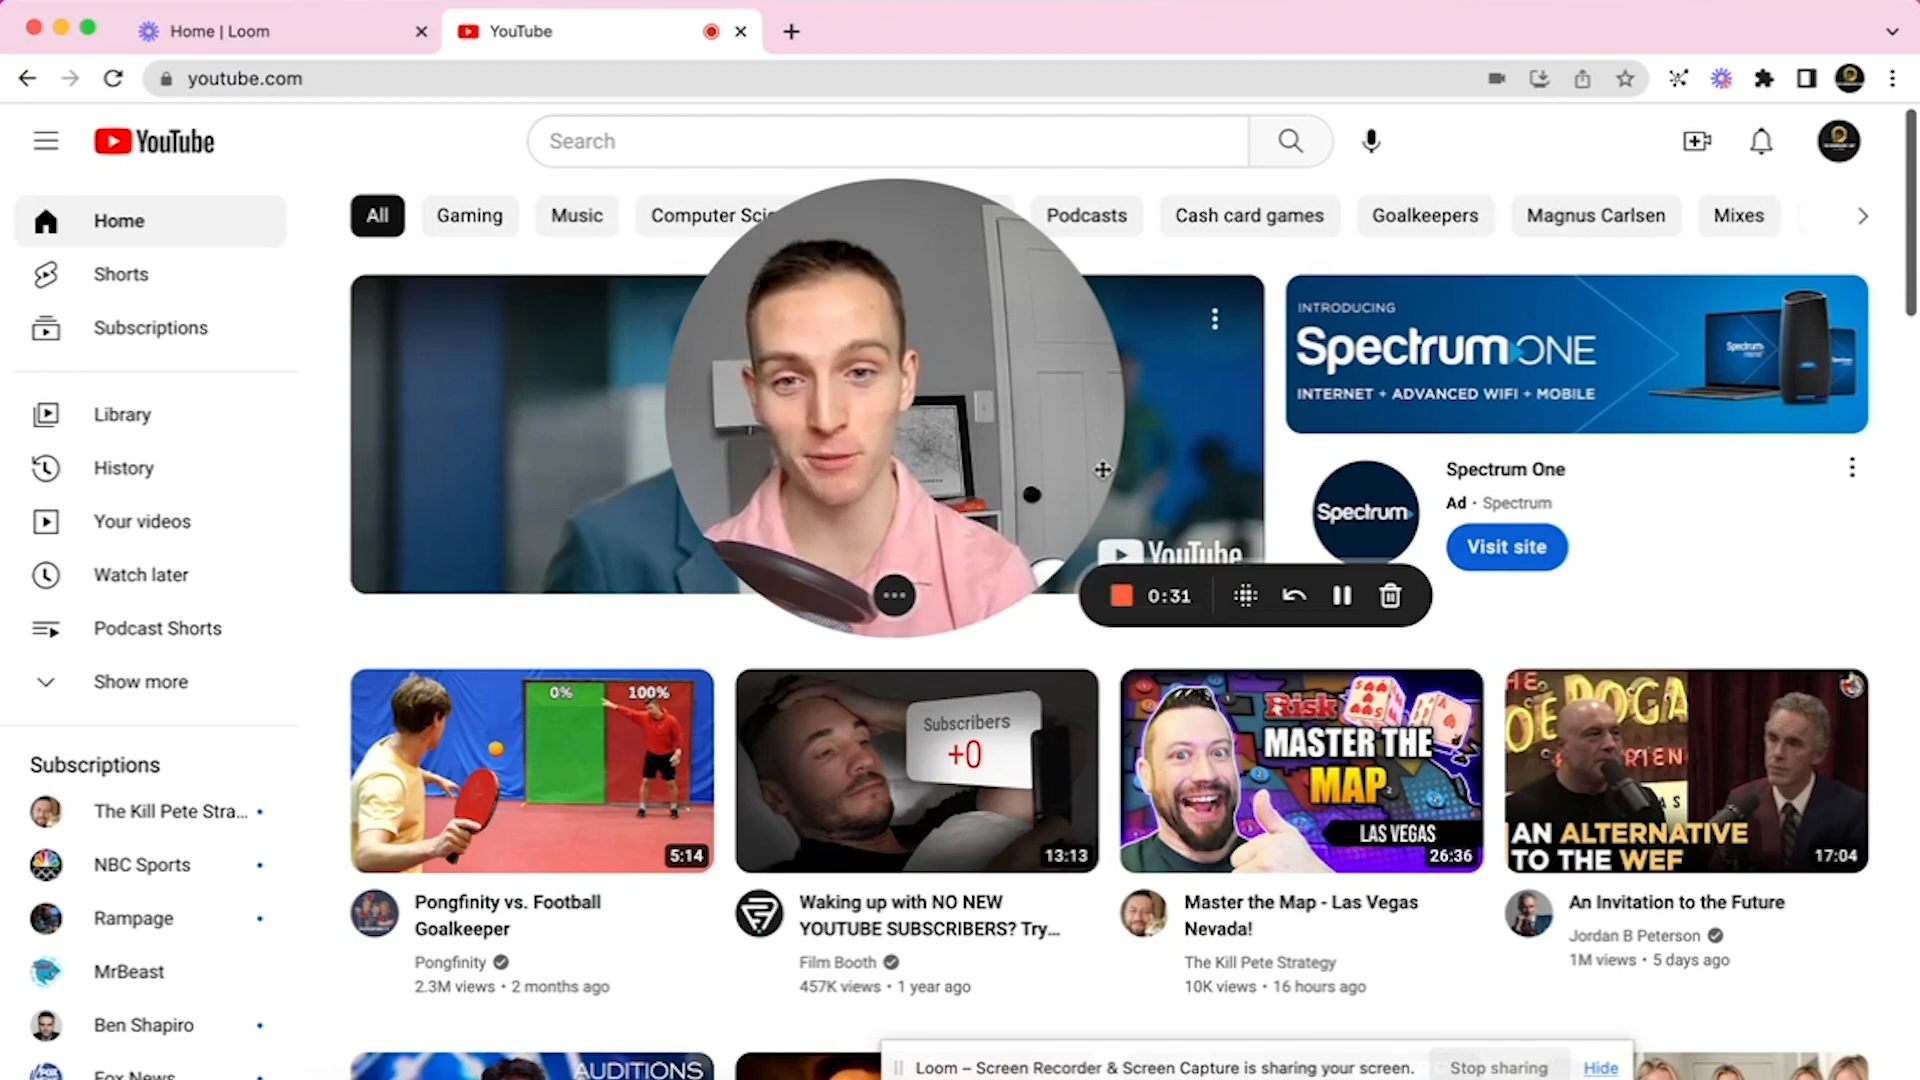 Home | Loom
YouTube
youtube.com
YouTube
Search
Home
Shorts
Subscriptions
Library
History
Your videos
Watch later
Podcast Shorts
Show more
Subscriptions
The Kill Pete Stra...
NBC Sports
Rampage
MrBeast
Ben Shapiro
Fox News
All
Gaming
Music
Computer Sci
Podcasts
Cash card games
Goalkeepers
Magnus Carlsen
Mixes
YouTube
INTRODUCING
Spectrum ONE
INTERNET + ADVANCED WIFI + MOBILE
Spectrum
Spectrum
Spectrum One
Ad · Spectrum
Visit site
0:31
0%
100%
5:14
Pongfinity vs. Football
Goalkeeper
Pongfinity
2.3M views • 2 months ago
Subscribers
+0
13:13
Waking up with NO NEW
YOUTUBE SUBSCRIBERS? Try...
Film Booth
457K views • 1 year ago
Risk
MASTER THE
MAP
LAS VEGAS
26:36
Master the Map - Las Vegas
Nevada!
The Kill Pete Strategy
10K views • 16 hours ago
AN ALTERNATIVE
TO THE WEF
17:04
An Invitation to the Future
Jordan B Peterson
1M views • 5 days ago
AUDITIONS
Loom – Screen Recorder & Screen Capture is sharing your screen.
Stop sharing
Hide